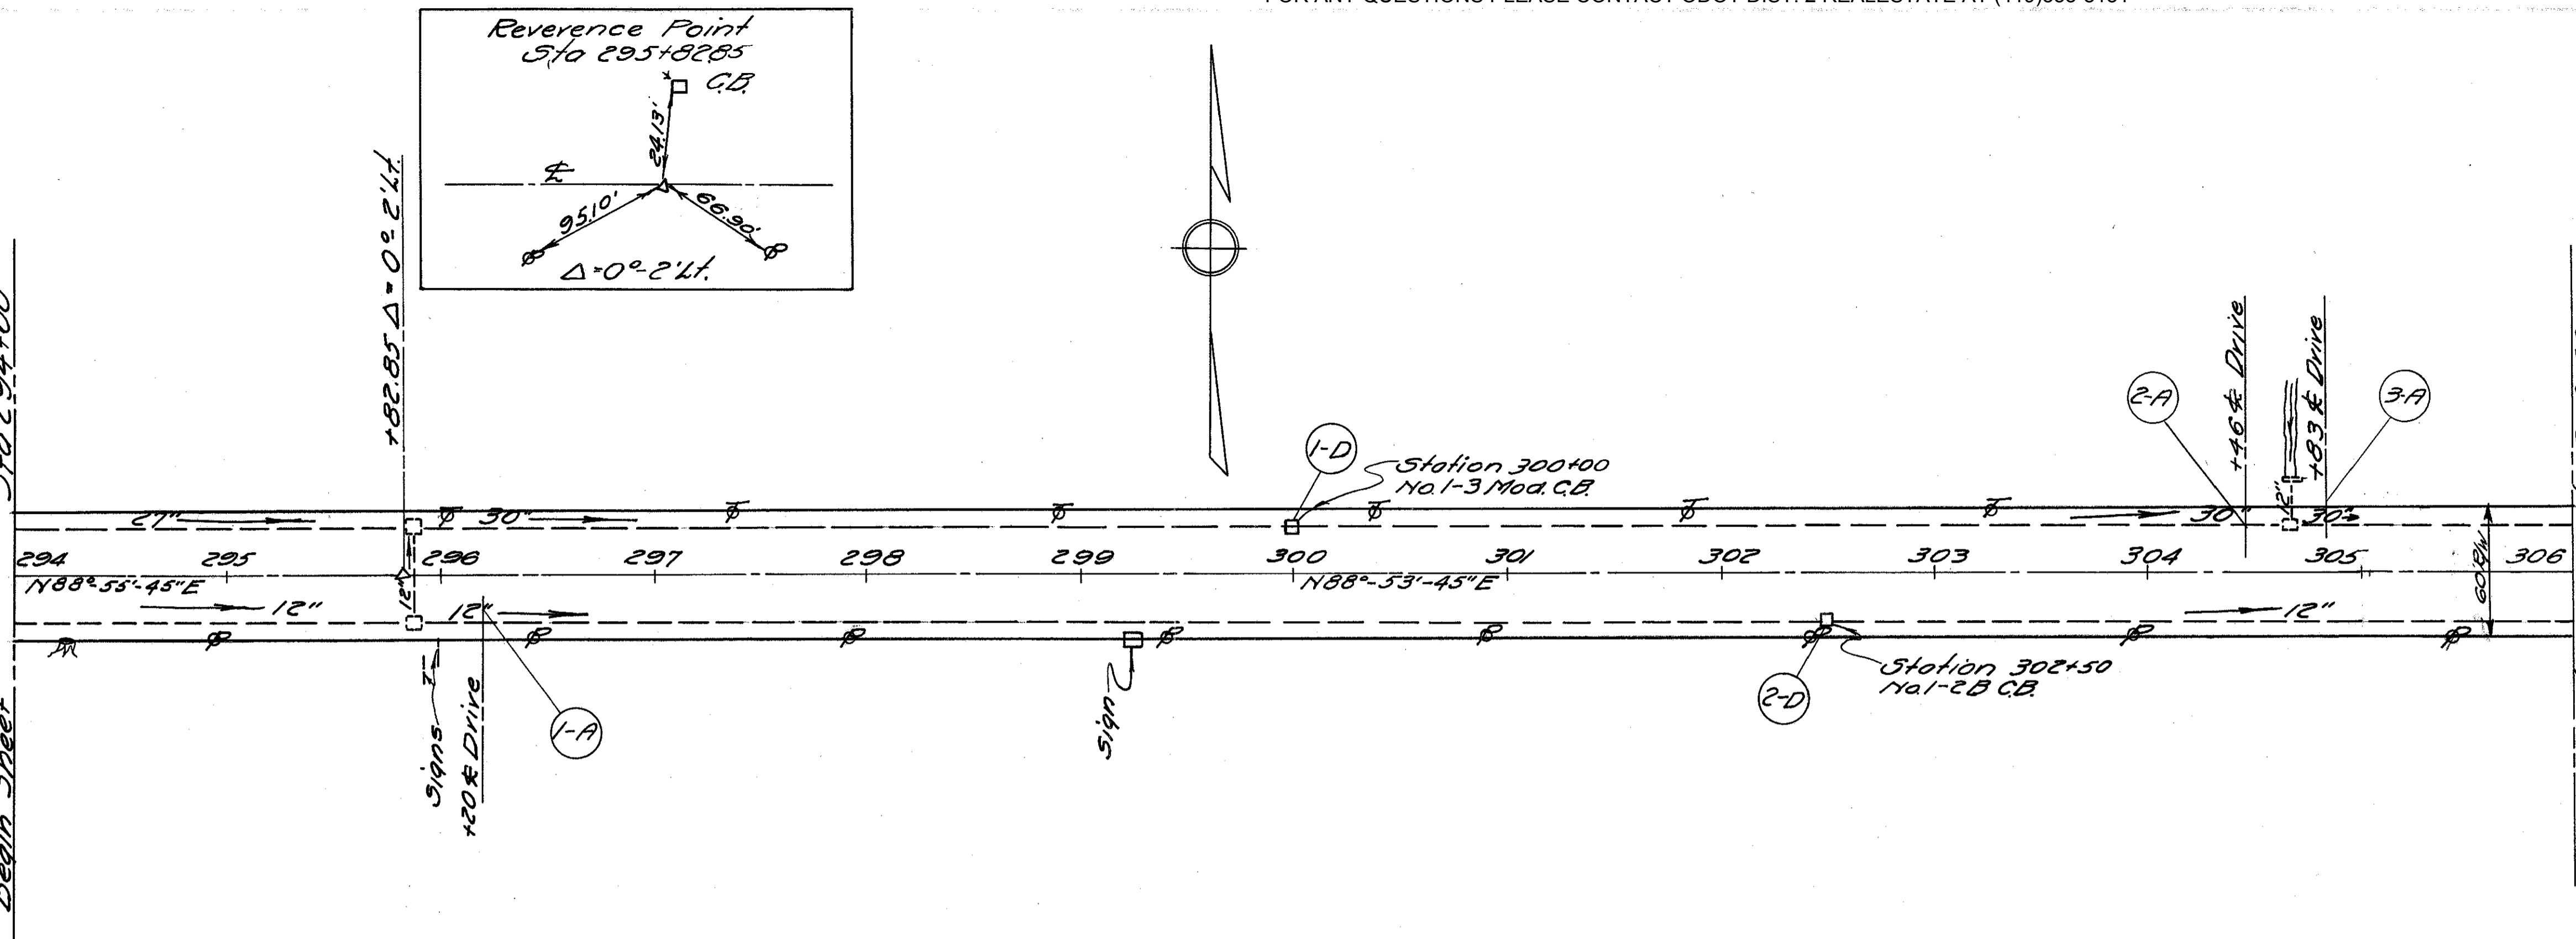 Reverence Point
Sta 295+82.85
C.B.
24.13'
℄
95.10'
66.90'
Δ=0°-2'Lt.
+82.85 Δ=0°-2'Lt.
Sta 294+00
Begin Sheet
+46 ℄ Drive
+83 ℄ Drive
2-A
3-A
1-D
Station 300+00
No.1-3 Mod. C.B.
12"
27"
30"
30"
30"
294 295 296 297 298 299 300 301 302 303 304 305 306
N88°-55'-45"E
N88°-53'-45"E
60' R/W
12"
12"
12"
12"
Signs
+20 ℄ Drive
1-A
Sign
2-D
Station 302+50
No.1-2B C.B.